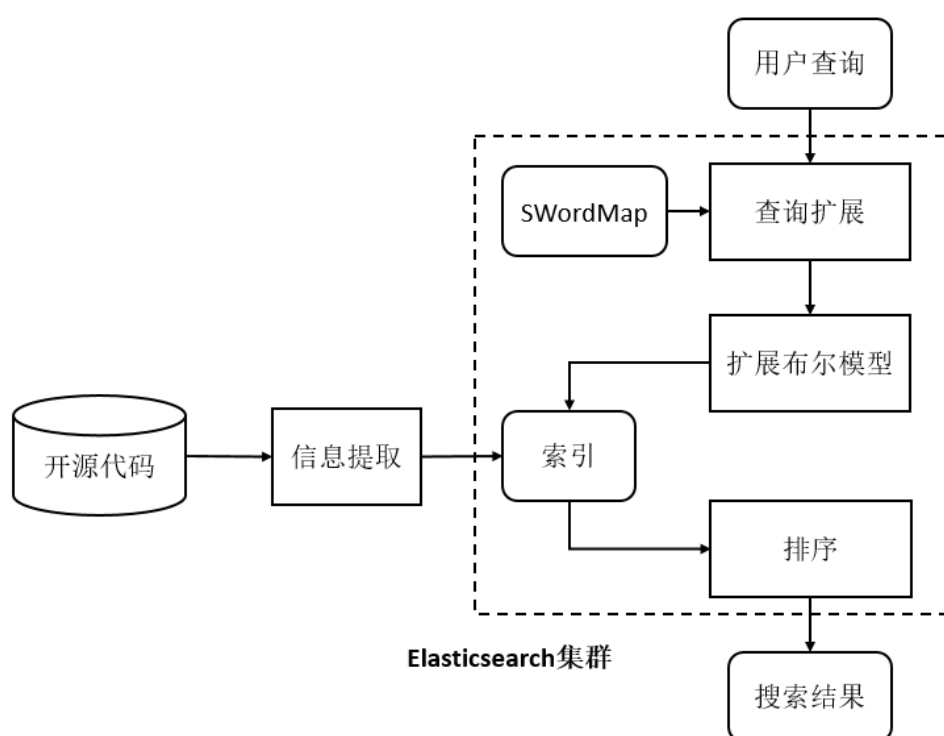 用户查询
SWordMap
查询扩展
扩展布尔模型
开源代码
信息提取
索引
排序
Elasticsearch集群
搜索结果